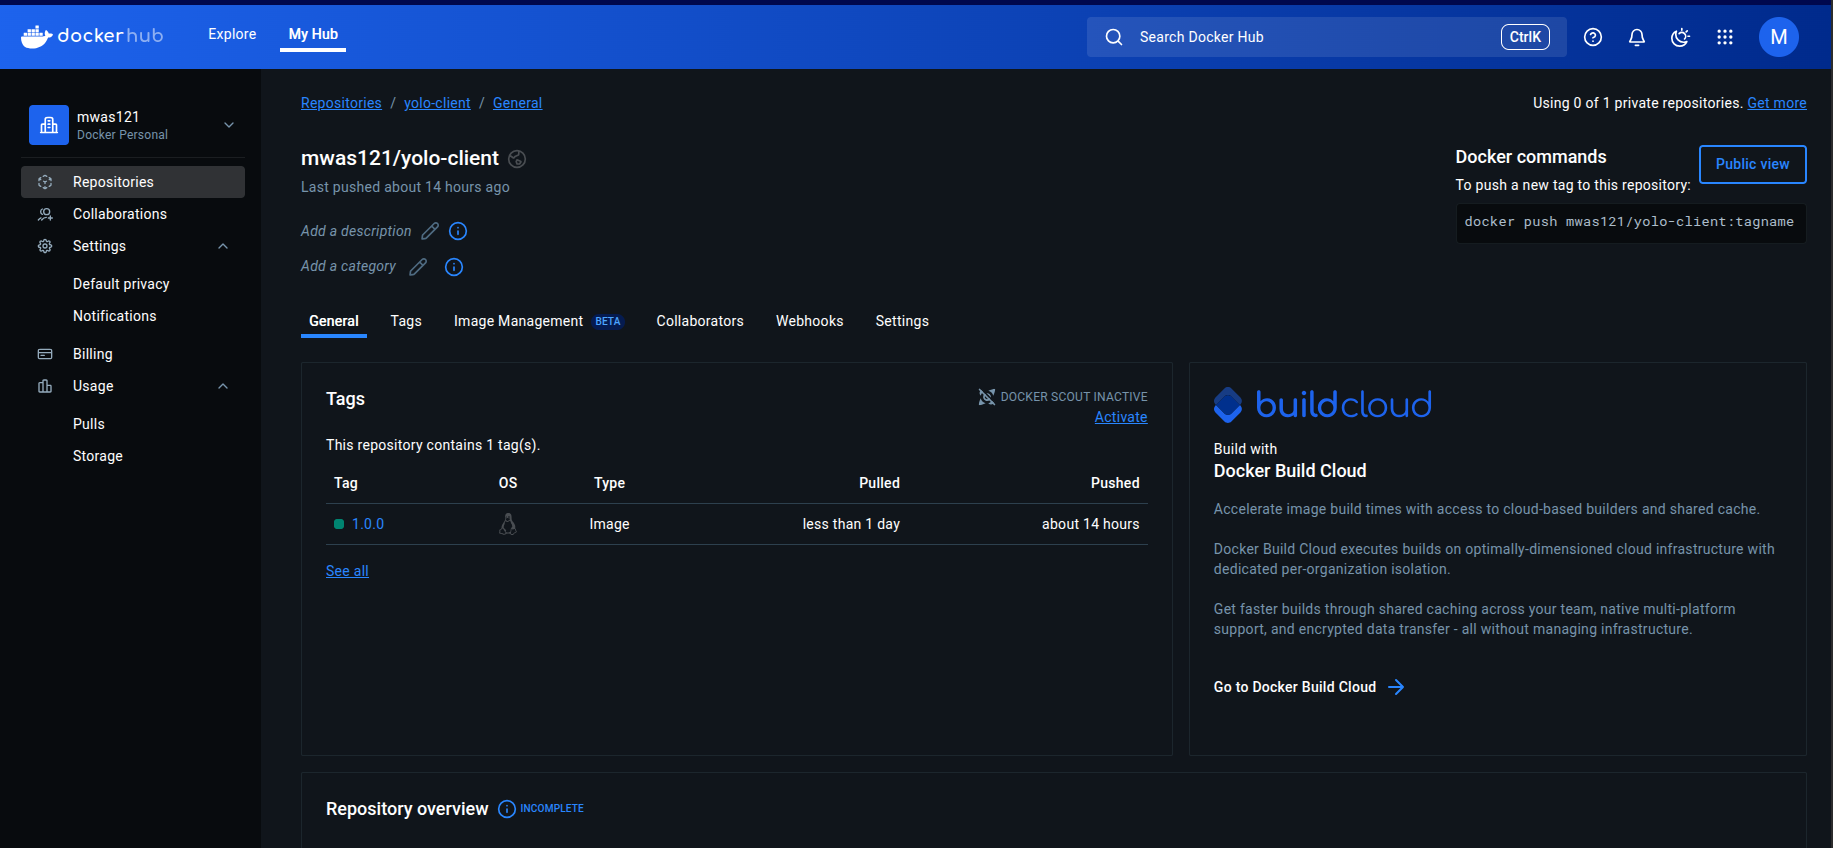 dockerhub
Explore
My Hub
Search Docker Hub
CtrlK
M
mwas121
Docker Personal
Repositories
Collaborations
Settings
Default privacy
Notifications
Billing
Usage
Pulls
Storage
Repositories / yolo-client / General
Using 0 of 1 private repositories. Get more
mwas121/yolo-client
Last pushed about 14 hours ago
Add a description
Add a category
Docker commands
Public view
To push a new tag to this repository:
docker push mwas121/yolo-client:tagname
General
Tags
Image Management BETA
Collaborators
Webhooks
Settings
Tags
DOCKER SCOUT INACTIVE
Activate
This repository contains 1 tag(s).
Tag OS Type Pulled Pushed
1.0.0 Image less than 1 day about 14 hours
See all
buildcloud
Build with
Docker Build Cloud
Accelerate image build times with access to cloud-based builders and shared cache.
Docker Build Cloud executes builds on optimally-dimensioned cloud infrastructure with
dedicated per-organization isolation.
Get faster builds through shared caching across your team, native multi-platform
support, and encrypted data transfer - all without managing infrastructure.
Go to Docker Build Cloud
Repository overview INCOMPLETE